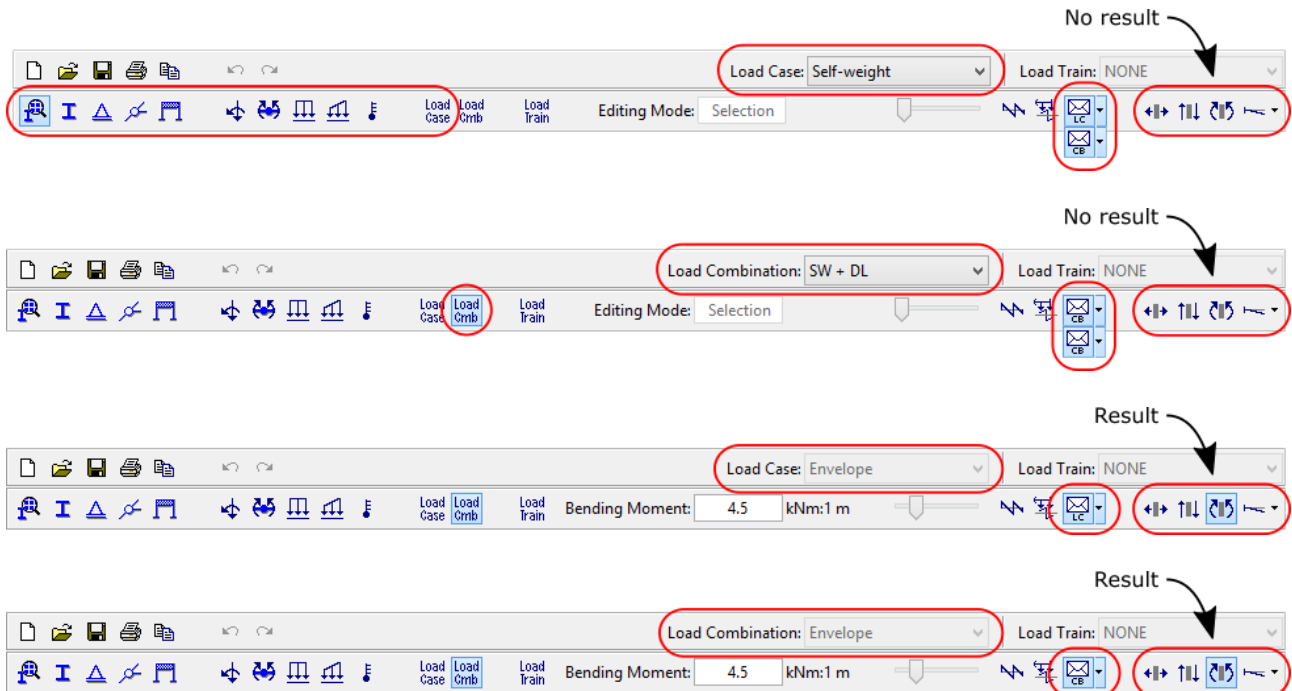 No result
Load Case: Self-weight Load Train: NONE
Load Case Load Cmb Load Train Editing Mode: Selection LC
CB
No result
Load Combination: SW + DL Load Train: NONE
Load Case Load Cmb Load Train Editing Mode: Selection CB
CB
Result
Load Case: Envelope Load Train: NONE
Load Case Load Cmb Load Train Bending Moment: 4.5 kNm:1 m LC
Result
Load Combination: Envelope Load Train: NONE
Load Case Load Cmb Load Train Bending Moment: 4.5 kNm:1 m CB